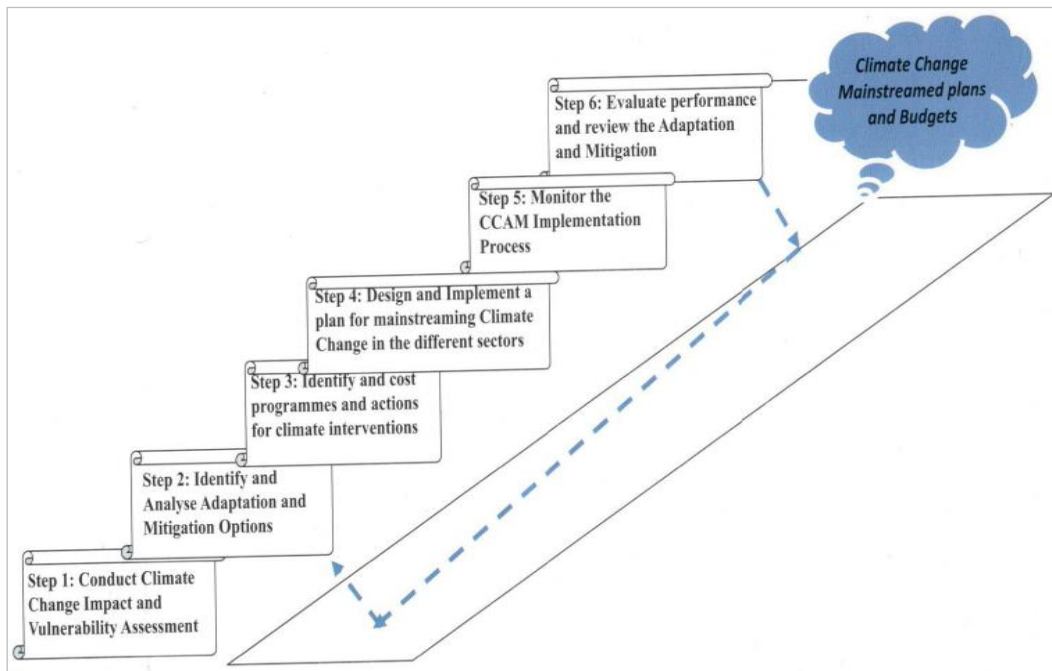 Climate Change
Mainstreamed plans
and Budgets
Step 6: Evaluate performance
and review the Adaptation
and Mitigation
Step 5: Monitor the
CCAM Implementation
Process
Step 4: Design and Implement a
plan for mainstreaming Climate
Change in the different sectors
Step 3: Identify and cost
programmes and actions
for climate interventions
Step 2: Identify and
Analyse Adaptation and
Mitigation Options
Step 1: Conduct Climate
Change Impact and
Vulnerability Assessment